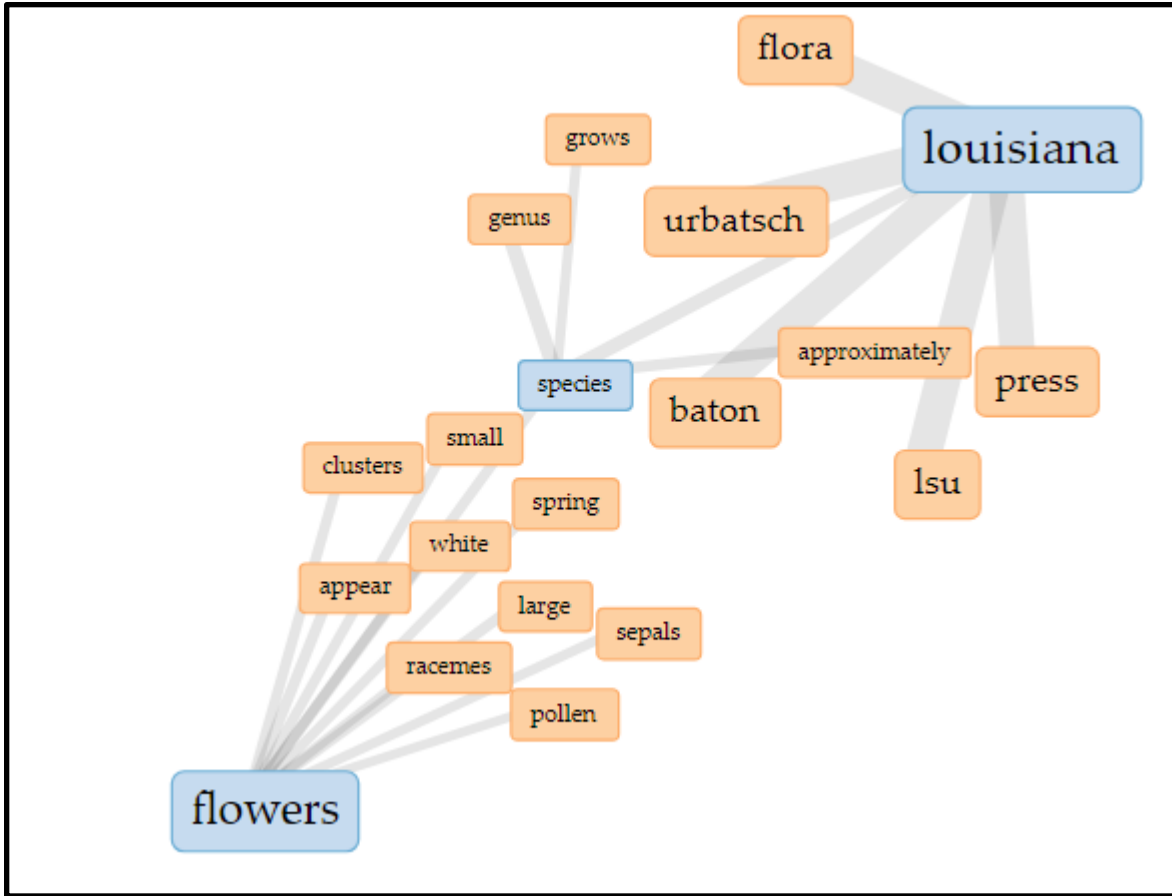 flora
louisiana
grows
genus
urbatsch
approximately
species
press
baton
small
clusters
lsu
spring
white
appear
large
sepals
racemes
pollen
flowers